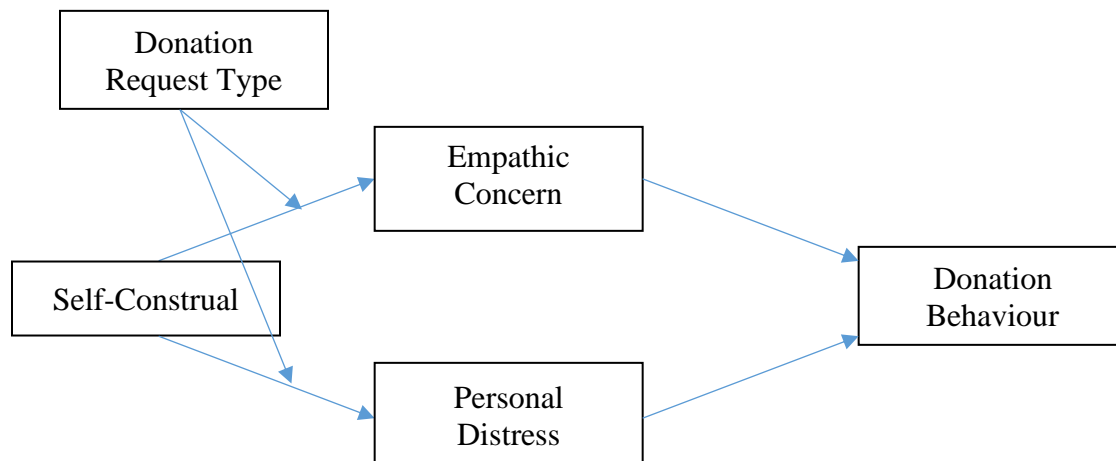 Donation
Request Type
Empathic
Concern
Self-Construal
Donation
Behaviour
Personal
Distress